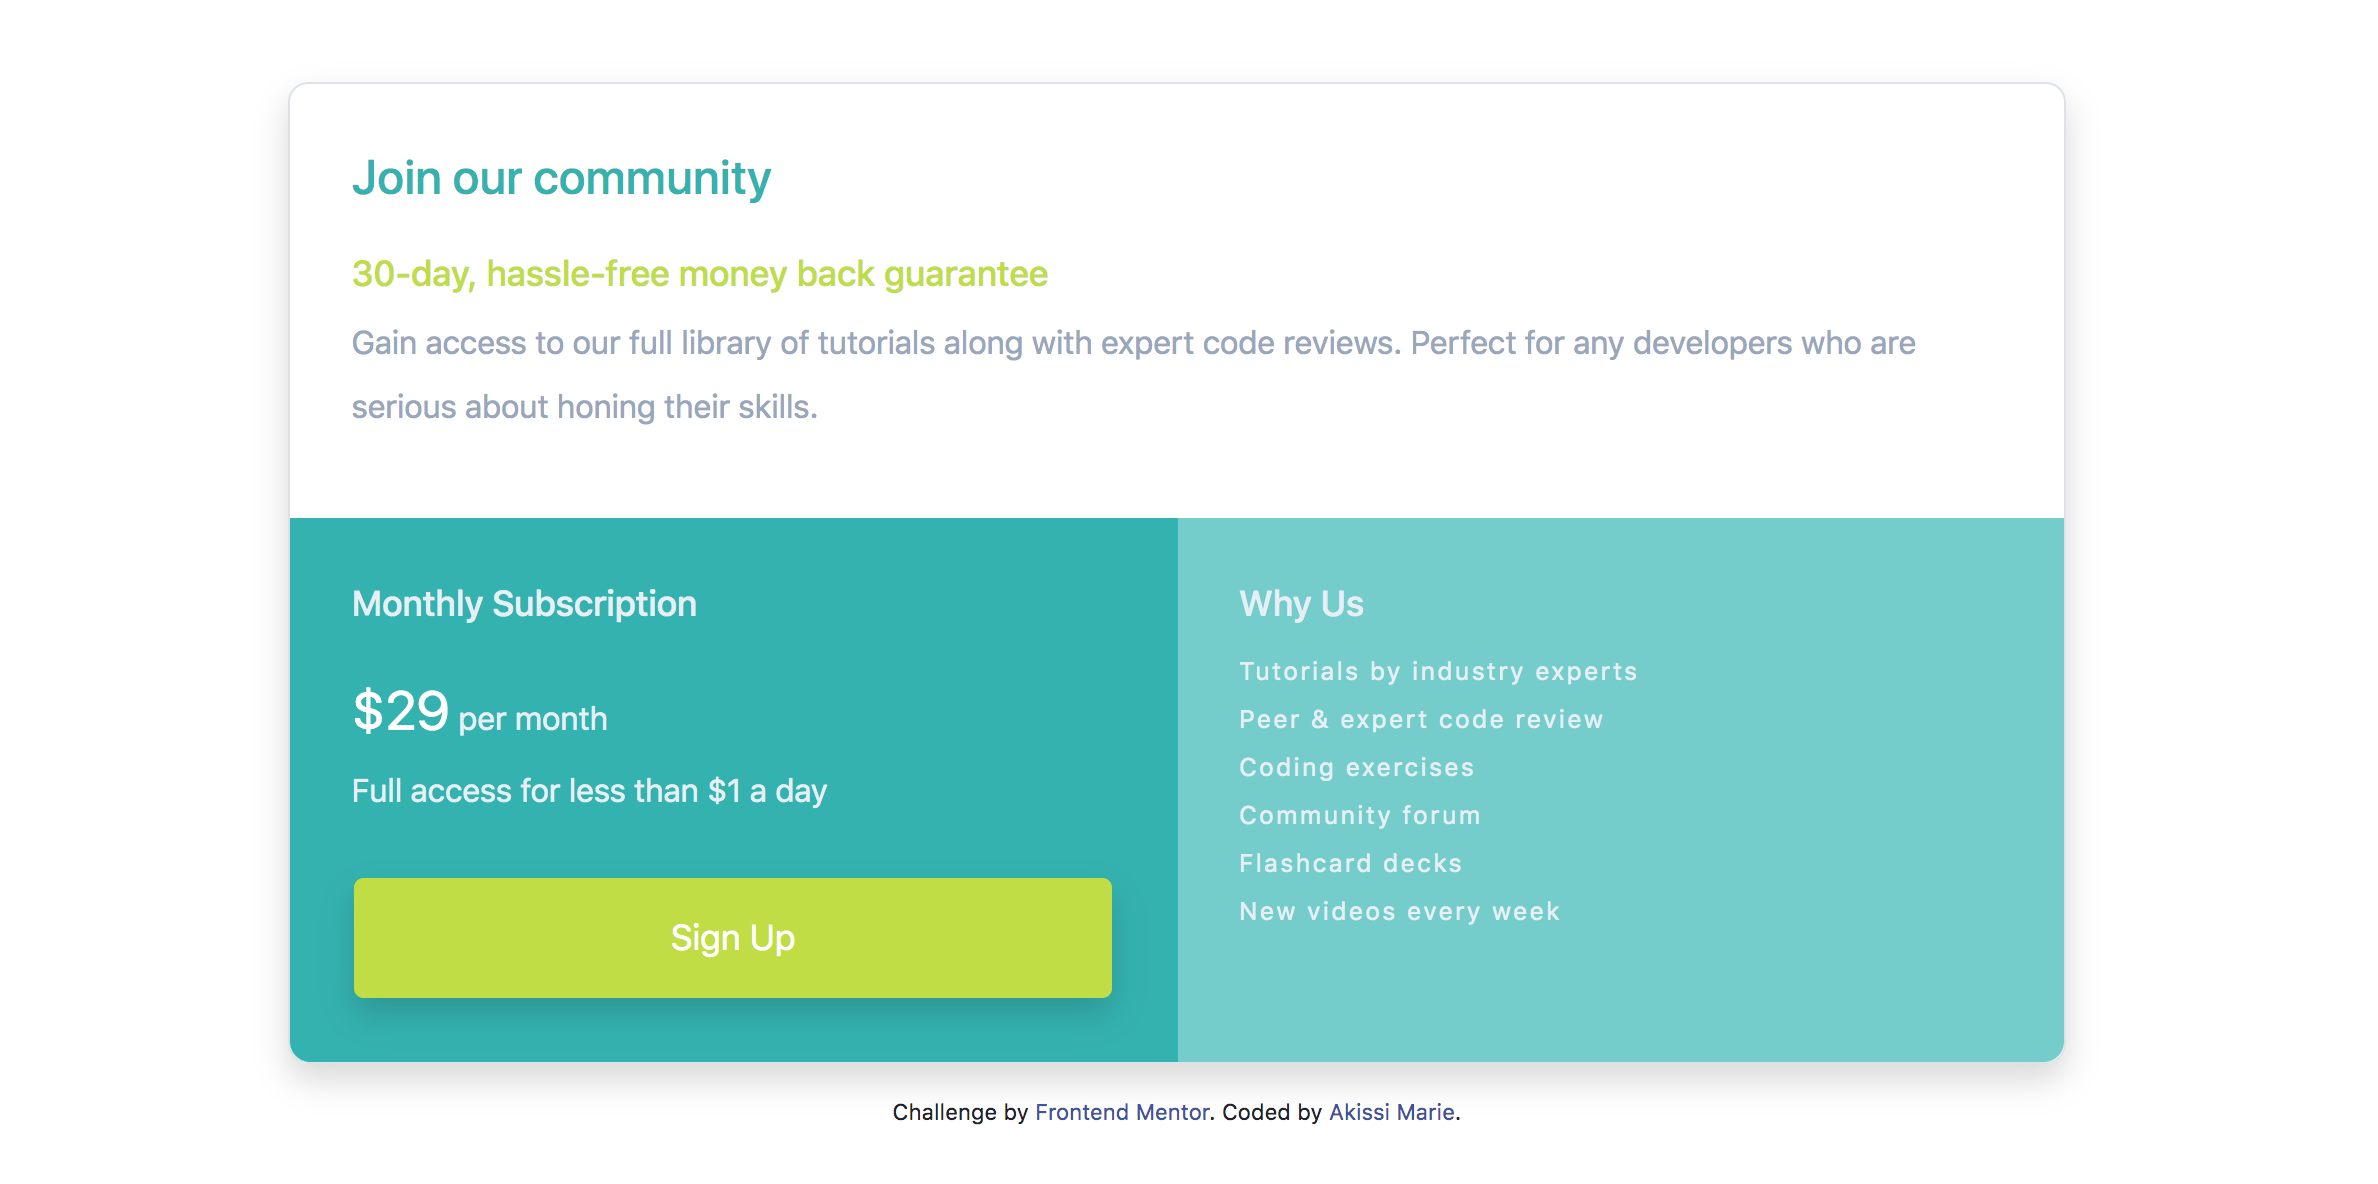 Join our community
30-day, hassle-free money back guarantee
Gain access to our full library of tutorials along with expert code reviews. Perfect for any developers who are
serious about honing their skills.
Monthly Subscription
$29 per month
Full access for less than $1 a day
Sign Up
Why Us
Tutorials by industry experts
Peer & expert code review
Coding exercises
Community forum
Flashcard decks
New videos every week
Challenge by Frontend Mentor. Coded by Akissi Marie.